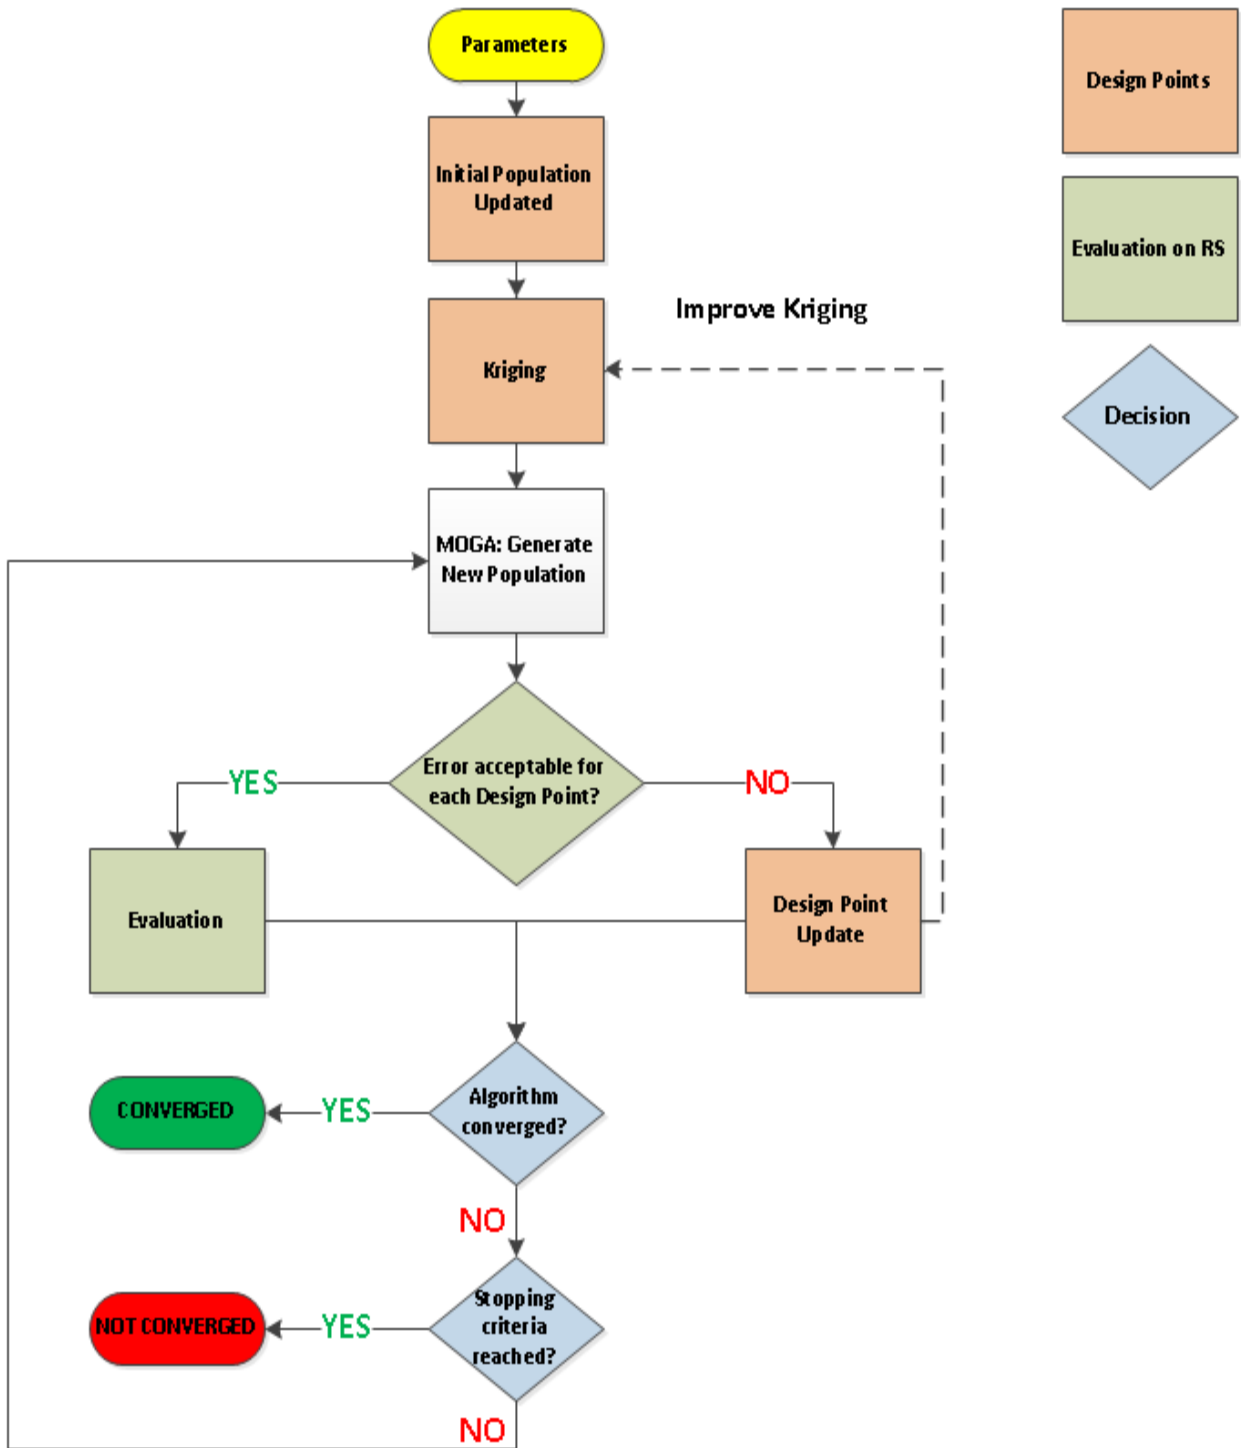 Parameters
Design Points
Initial Population
Updated
Evaluation on RS
Improve Kriging
Kriging
Decision
MOGA: Generate
New Population
Error acceptable for
each Design Point?
YES
NO
Evaluation
Design Point
Update
Algorithm
converged?
CONVERGED
YES
NO
Stopping
criteria
reached?
NOT CONVERGED
YES
NO